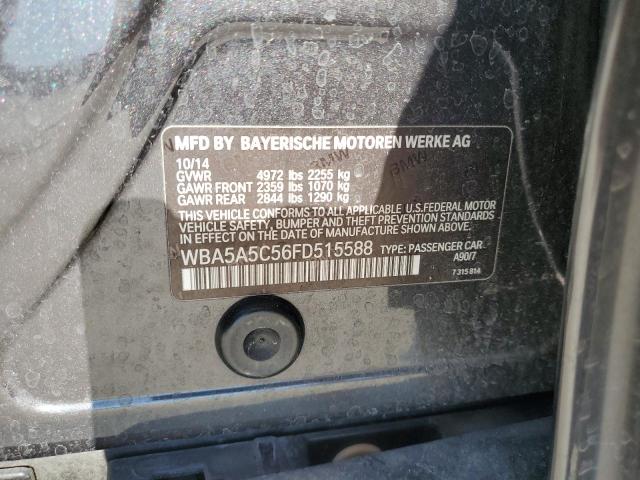 MFD BY BAYERISCHE MOTOREN WERKE AG
10/14
GVWR 4972 lbs 2255 kg
GAWR FRONT 2359 lbs 1070 kg
GAWR REAR 2844 lbs 1290 kg
THIS VEHICLE CONFORMS TO ALL APPLICABLE U.S.FEDERAL MOTOR
VEHICLE SAFETY, BUMPER AND THEFT PREVENTION STANDARDS
IN EFFECT ON THE DATE OF MANUFACTURE SHOWN ABOVE.
WBA5A5C56FD515588 TYPE: PASSENGER CAR
A90/7
7 315 814